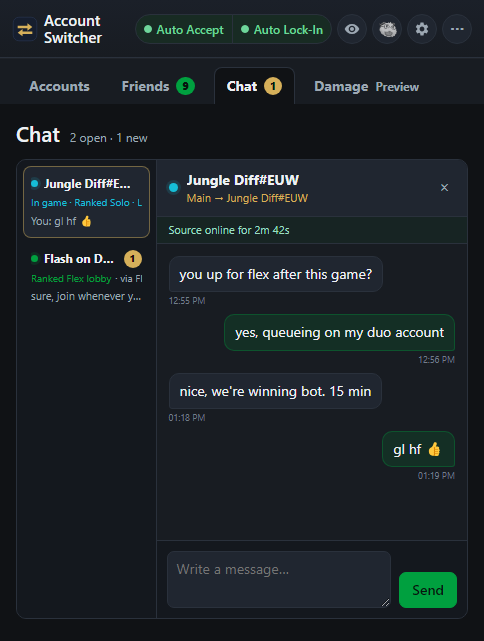 Account
Switcher
Auto Accept
Auto Lock-In
Accounts
Friends 9
Chat 1
Damage Preview
Chat 2 open · 1 new
Jungle Diff#E...
In game · Ranked Solo · L
You: gl hf 👍
Flash on D... 1
Ranked Flex lobby · via Fl
sure, join whenever y...
Jungle Diff#EUW
Main → Jungle Diff#EUW
×
Source online for 2m 42s
you up for flex after this game?
12:55 PM
yes, queueing on my duo account
12:56 PM
nice, we're winning bot. 15 min
01:18 PM
gl hf 👍
01:19 PM
Write a message...
Send